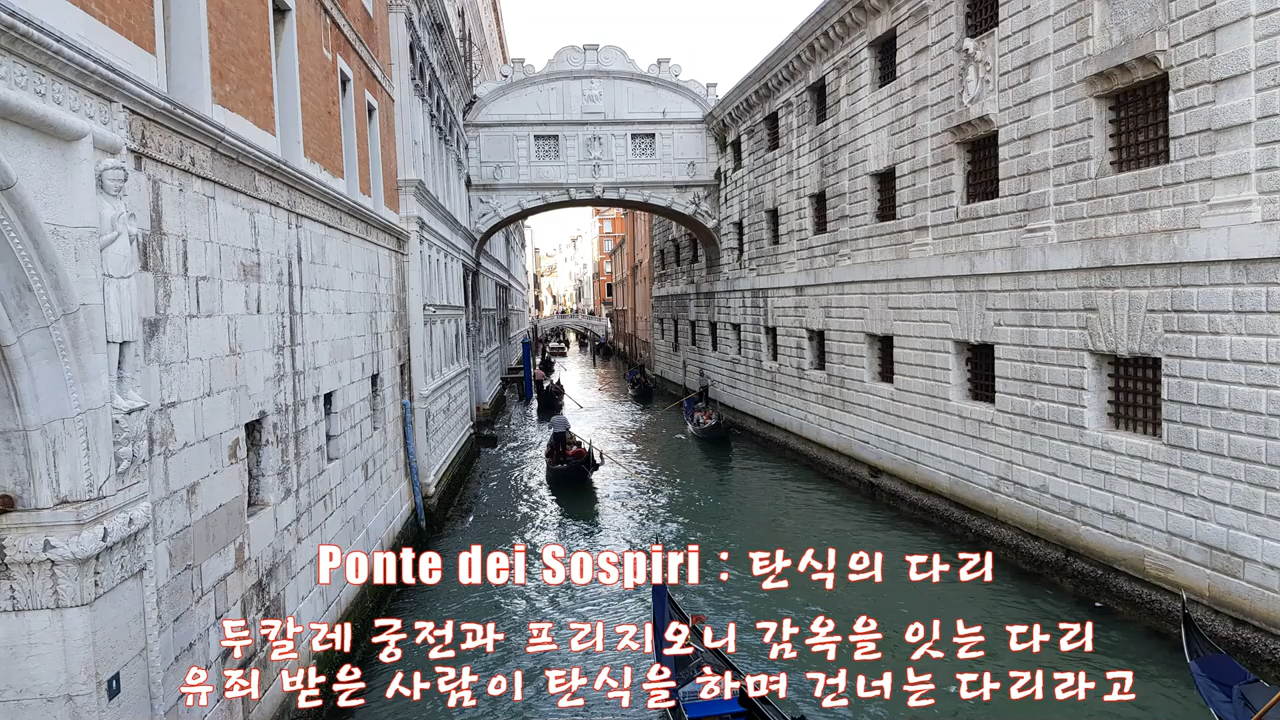 Ponte dei Sospiri : 탄식의 다리
두칼레 궁전과 프리지오니 감옥을 잇는 다리
유죄 받은 사람이 탄식을 하며 건너는 다리라고